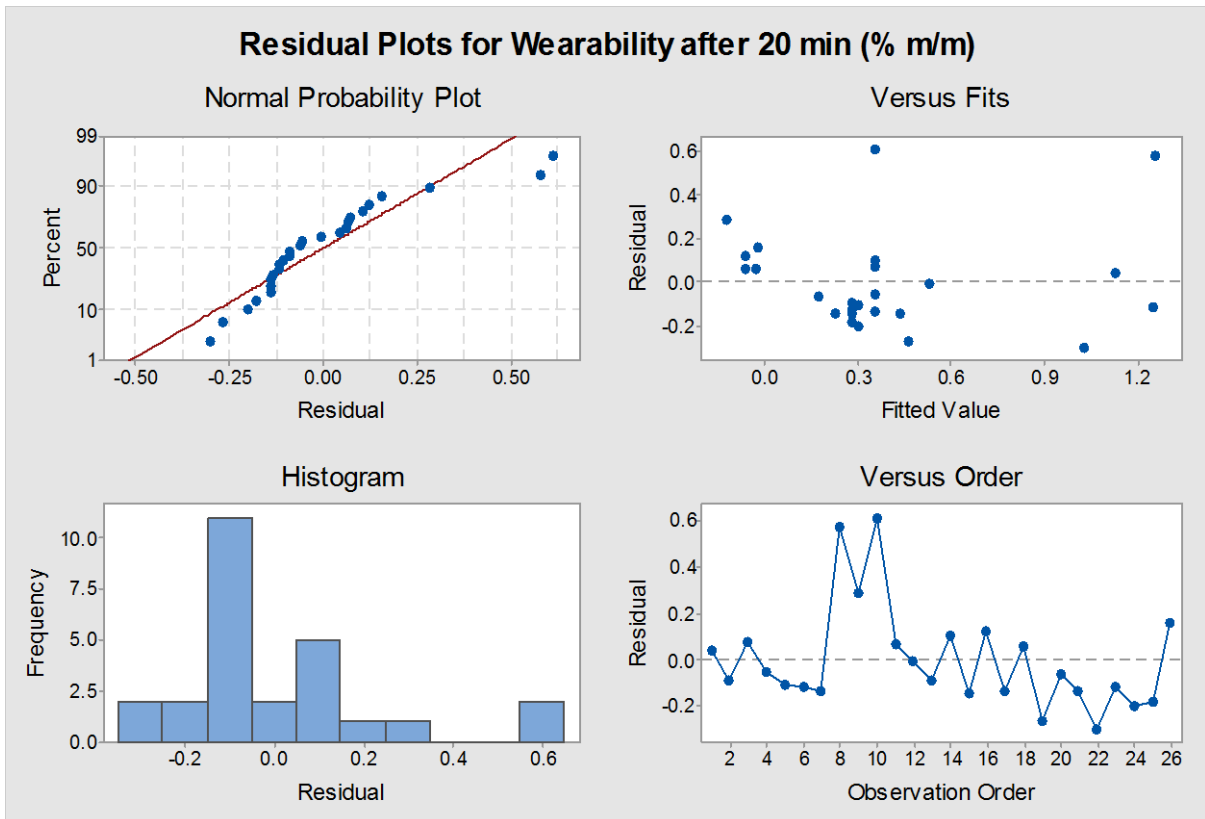 Residual Plots for Wearability after 20 min (% m/m)
Normal Probability Plot
99
90
50
10
1
Percent
-0.50 -0.25 0.00 0.25 0.50
Residual
Versus Fits
0.6
0.4
0.2
0.0
-0.2
Residual
0.0 0.3 0.6 0.9 1.2
Fitted Value
Histogram
10.0
7.5
5.0
2.5
0.0
Frequency
-0.2 0.0 0.2 0.4 0.6
Residual
Versus Order
0.6
0.4
0.2
0.0
-0.2
Residual
2 4 6 8 10 12 14 16 18 20 22 24 26
Observation Order